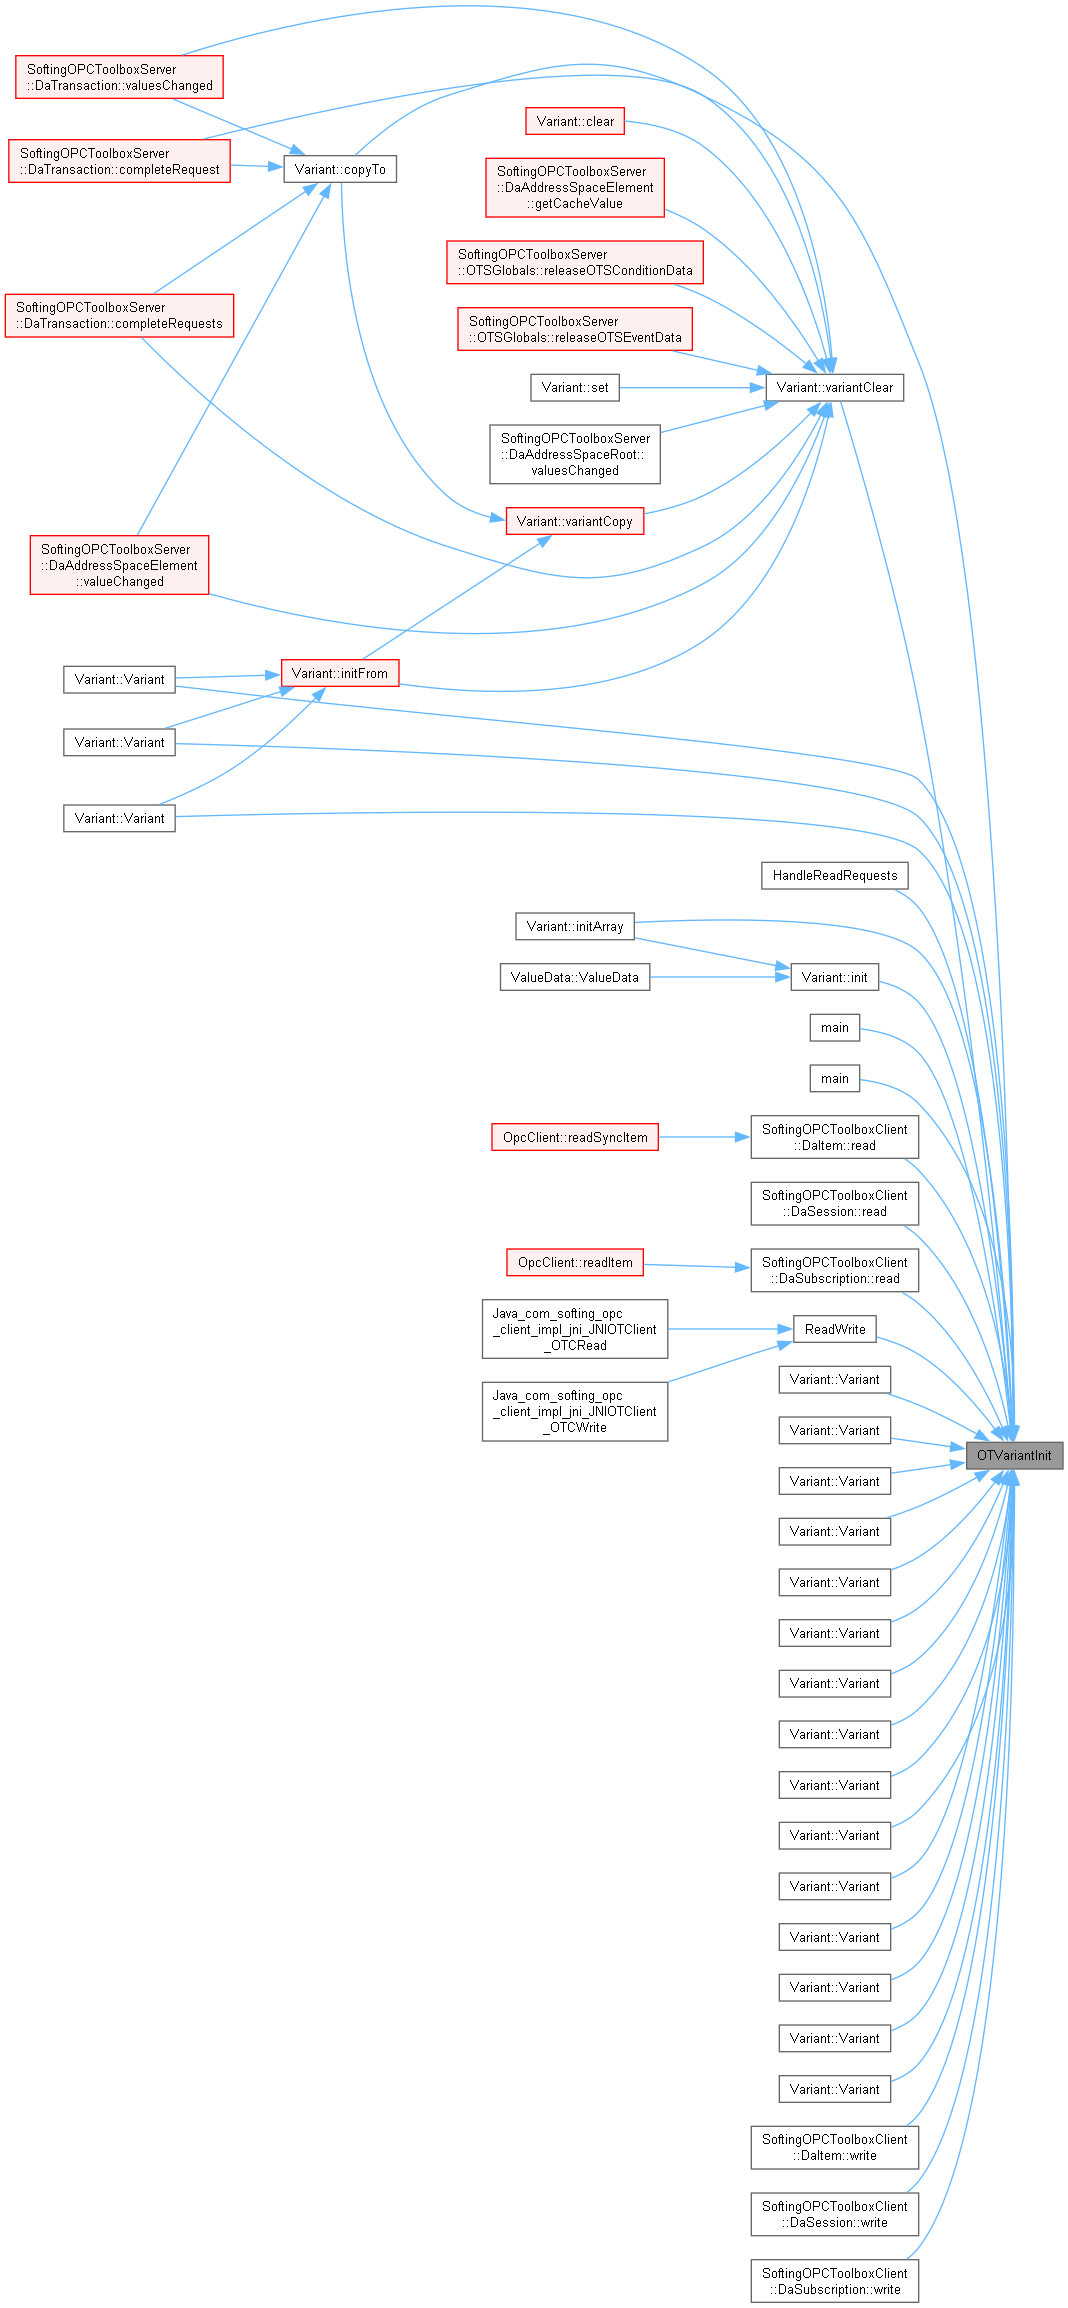 SoftingOPCToolboxServer
::DaTransaction::valuesChanged
Variant::clear
SoftingOPCToolboxServer
::DaTransaction::completeRequest
Variant::copyTo
SoftingOPCToolboxServer
::DaAddressSpaceElement
::getCacheValue
SoftingOPCToolboxServer
::OTSGlobals::releaseOTSConditionData
SoftingOPCToolboxServer
::DaTransaction::completeRequests
SoftingOPCToolboxServer
::OTSGlobals::releaseOTSEventData
Variant::set
Variant::variantClear
SoftingOPCToolboxServer
::DaAddressSpaceRoot::
valuesChanged
Variant::variantCopy
SoftingOPCToolboxServer
::DaAddressSpaceElement
::valueChanged
Variant::Variant
Variant::initFrom
Variant::Variant
Variant::Variant
HandleReadRequests
Variant::initArray
ValueData::ValueData
Variant::init
main
main
OpcClient::readSyncItem
SoftingOPCToolboxClient
::DaItem::read
SoftingOPCToolboxClient
::DaSession::read
OpcClient::readItem
SoftingOPCToolboxClient
::DaSubscription::read
Java_com_softing_opc
_client_impl_jni_JNIOTClient
_OTCRead
ReadWrite
Java_com_softing_opc
_client_impl_jni_JNIOTClient
_OTCWrite
Variant::Variant
Variant::Variant
OTVariantInit
Variant::Variant
Variant::Variant
Variant::Variant
Variant::Variant
Variant::Variant
Variant::Variant
Variant::Variant
Variant::Variant
Variant::Variant
Variant::Variant
Variant::Variant
Variant::Variant
Variant::Variant
SoftingOPCToolboxClient
::DaItem::write
SoftingOPCToolboxClient
::DaSession::write
SoftingOPCToolboxClient
::DaSubscription::write